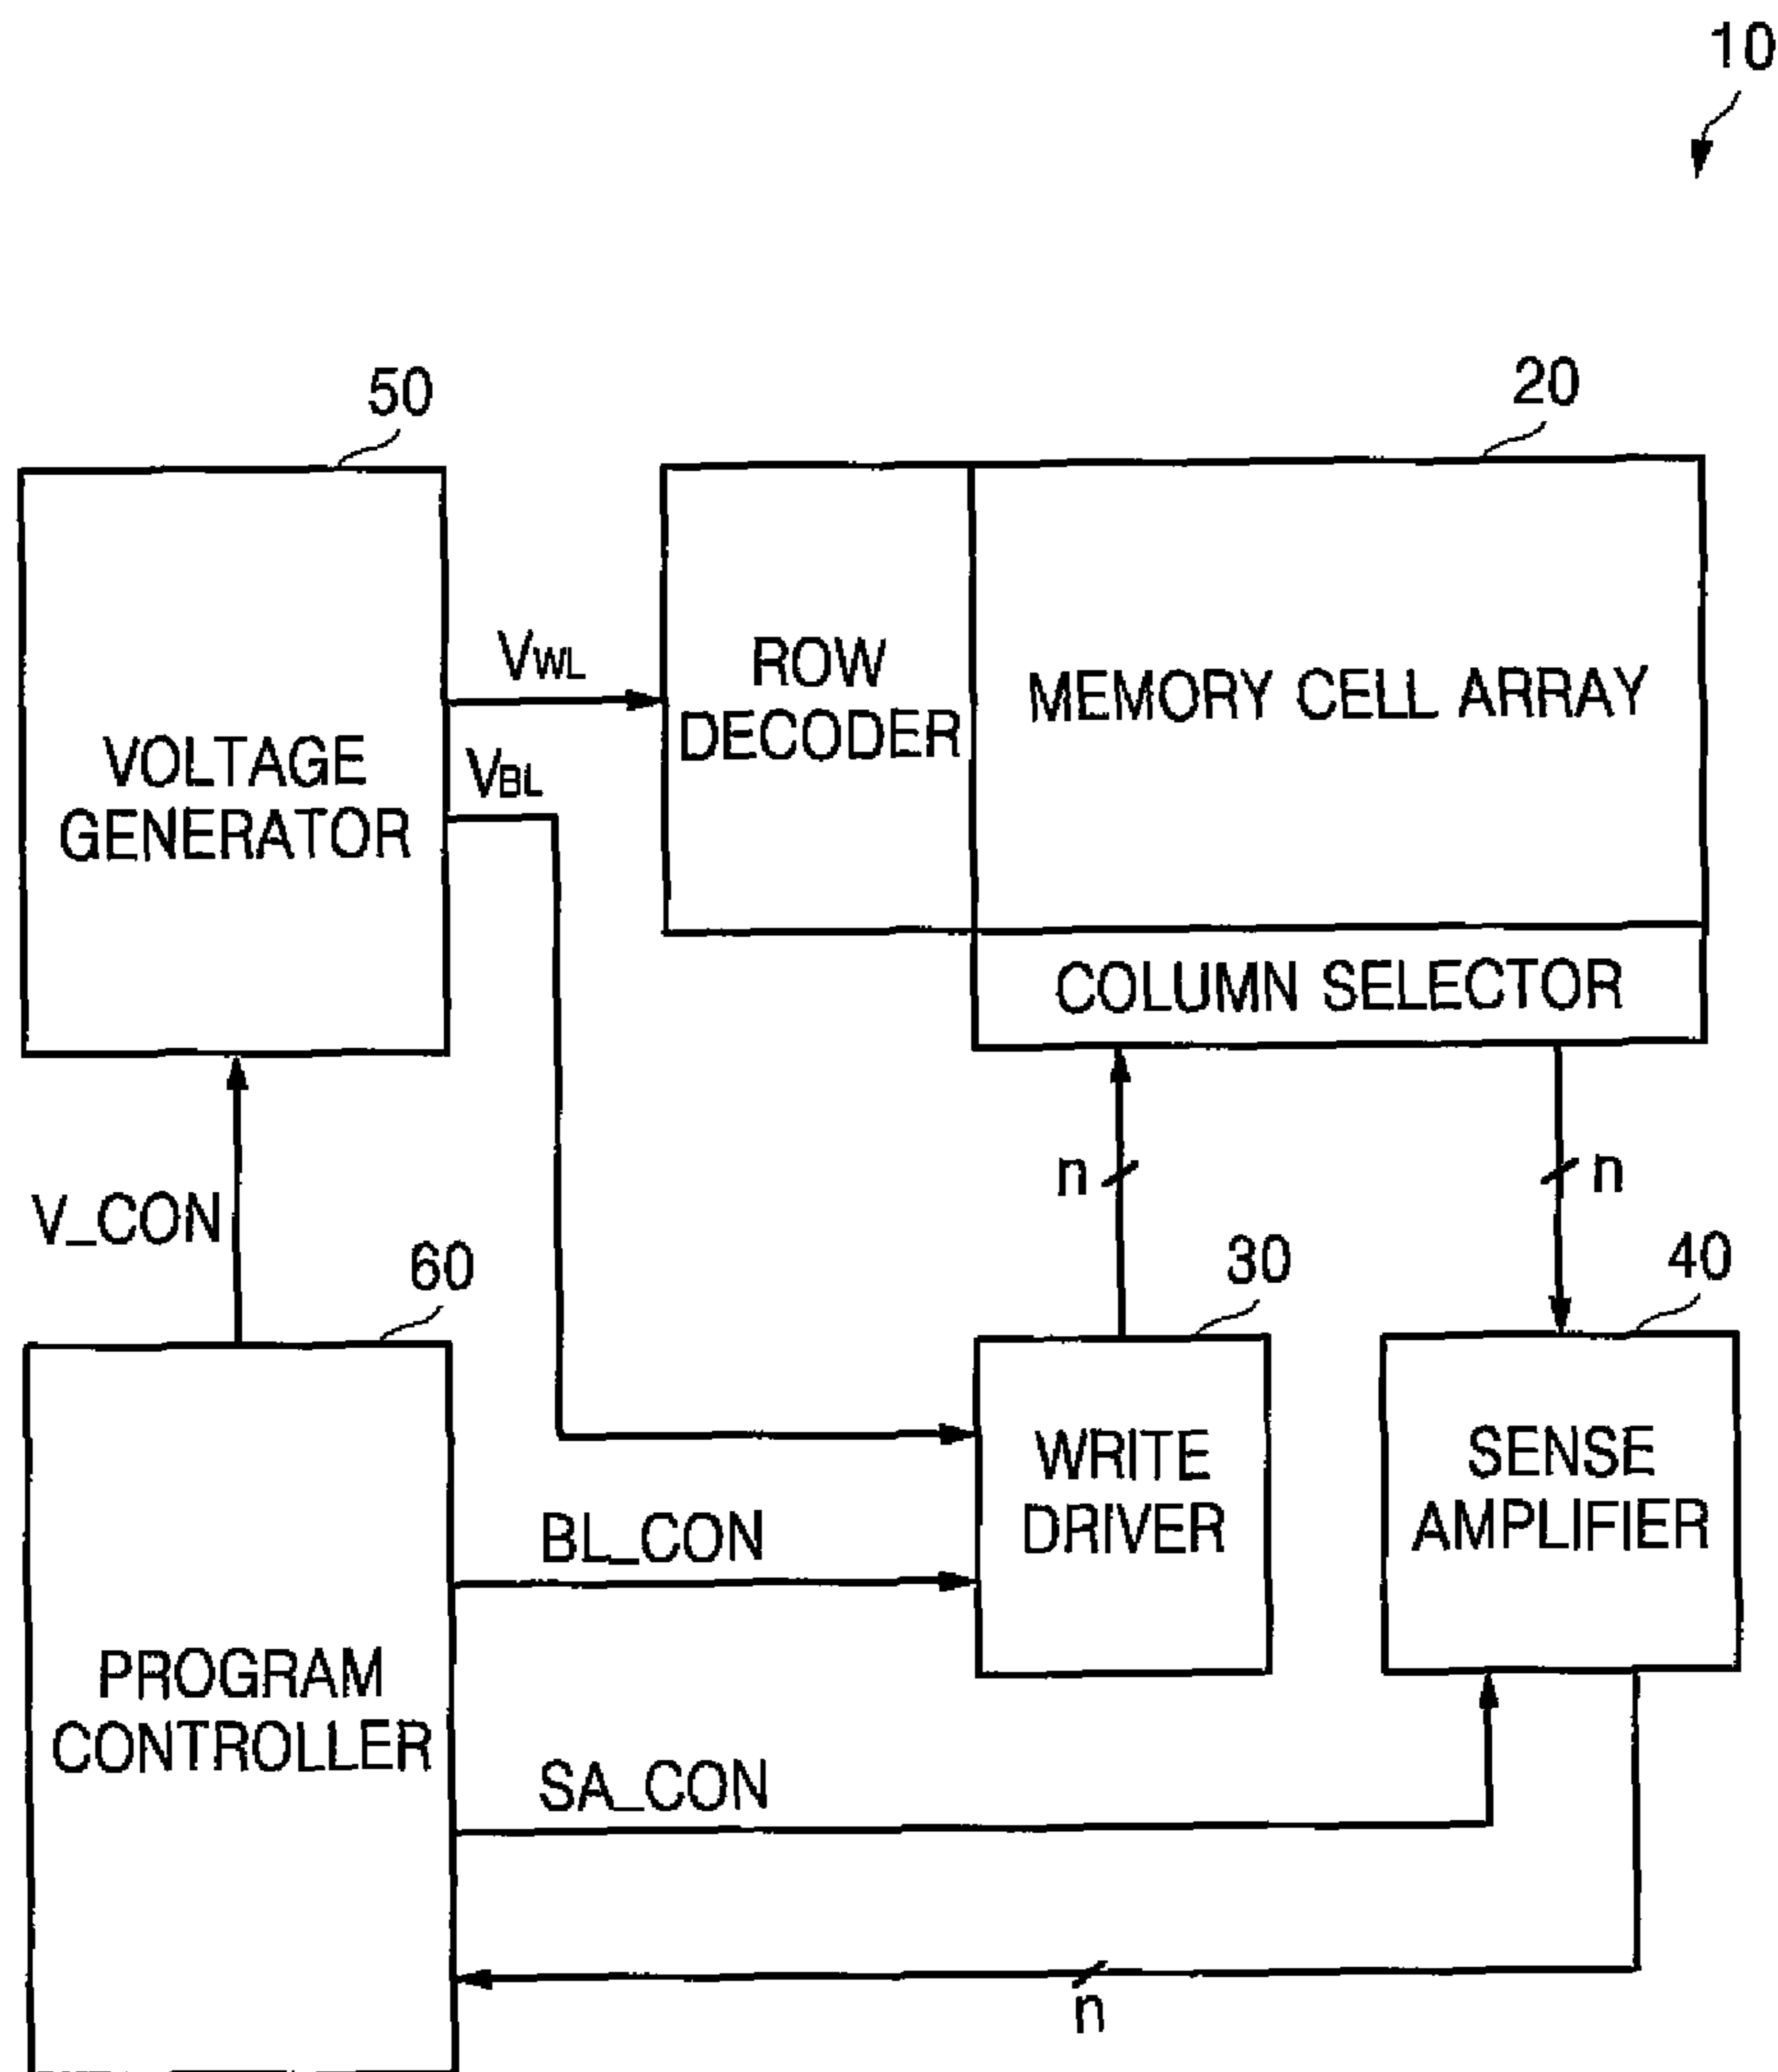 10
50
20
VOLTAGE
GENERATOR
VWL
VBL
ROW
DECODER
MEMORY CELL ARRAY
COLUMN SELECTOR
V_CON
n
n
60
30
40
PROGRAM
CONTROLLER
BL_CON
WRITE
DRIVER
SENSE
AMPLIFIER
SA_CON
n